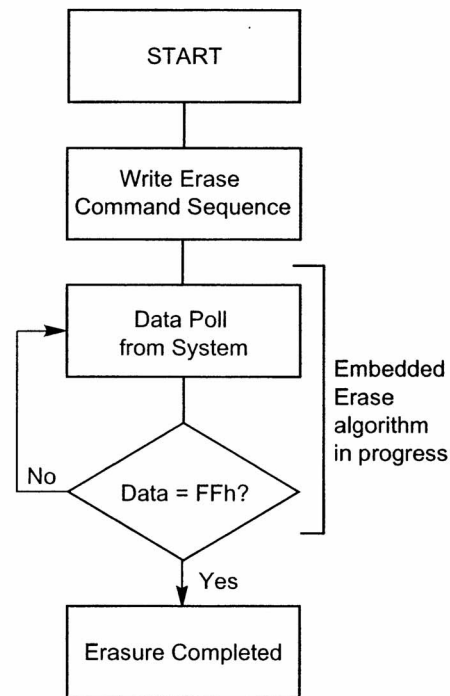 START
Write Erase
Command Sequence
Data Poll
from System
Embedded
Erase
algorithm
in progress
No
Data = FFh?
Yes
Erasure Completed